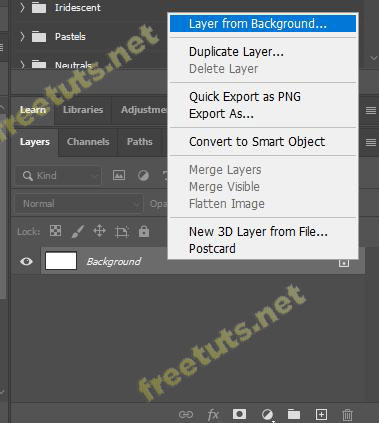 Iridescent
Pastels
Neutrals
Learn Libraries Adjustme
Layers Channels Paths
Kind
Normal Opa
Lock:
Background
Layer from Background...
Duplicate Layer...
Delete Layer
Quick Export as PNG
Export As...
Convert to Smart Object
Merge Layers
Merge Visible
Flatten Image
New 3D Layer from File...
Postcard
fx
freetuts.net
freetuts.net